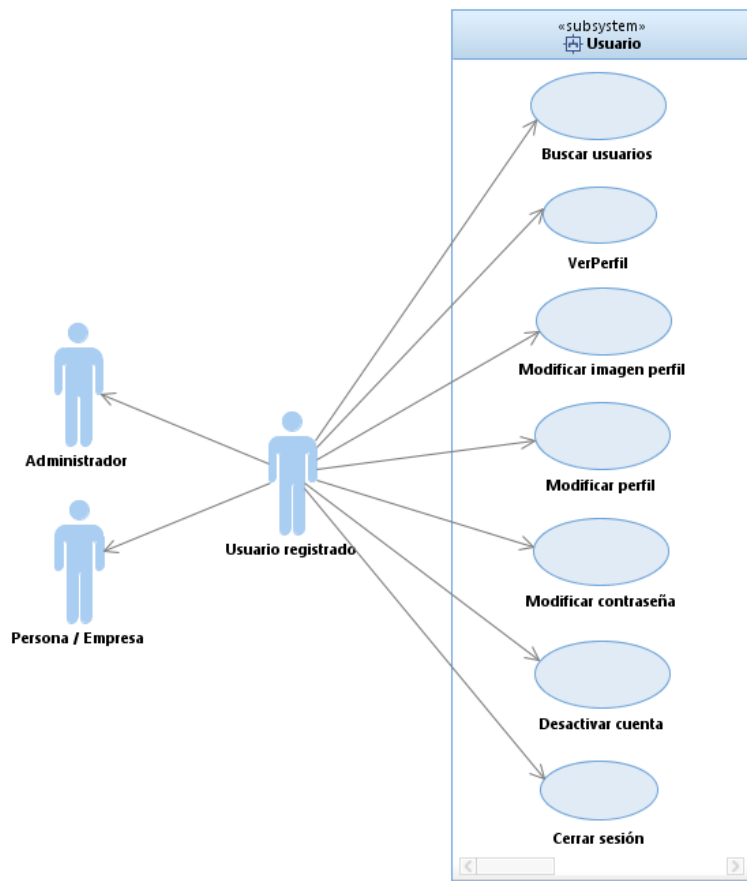 «subsystem»
Usuario
Buscar usuarios
VerPerfil
Modificar imagen perfil
Administrador
Modificar perfil
Usuario registrado
Modificar contraseña
Persona / Empresa
Desactivar cuenta
Cerrar sesión